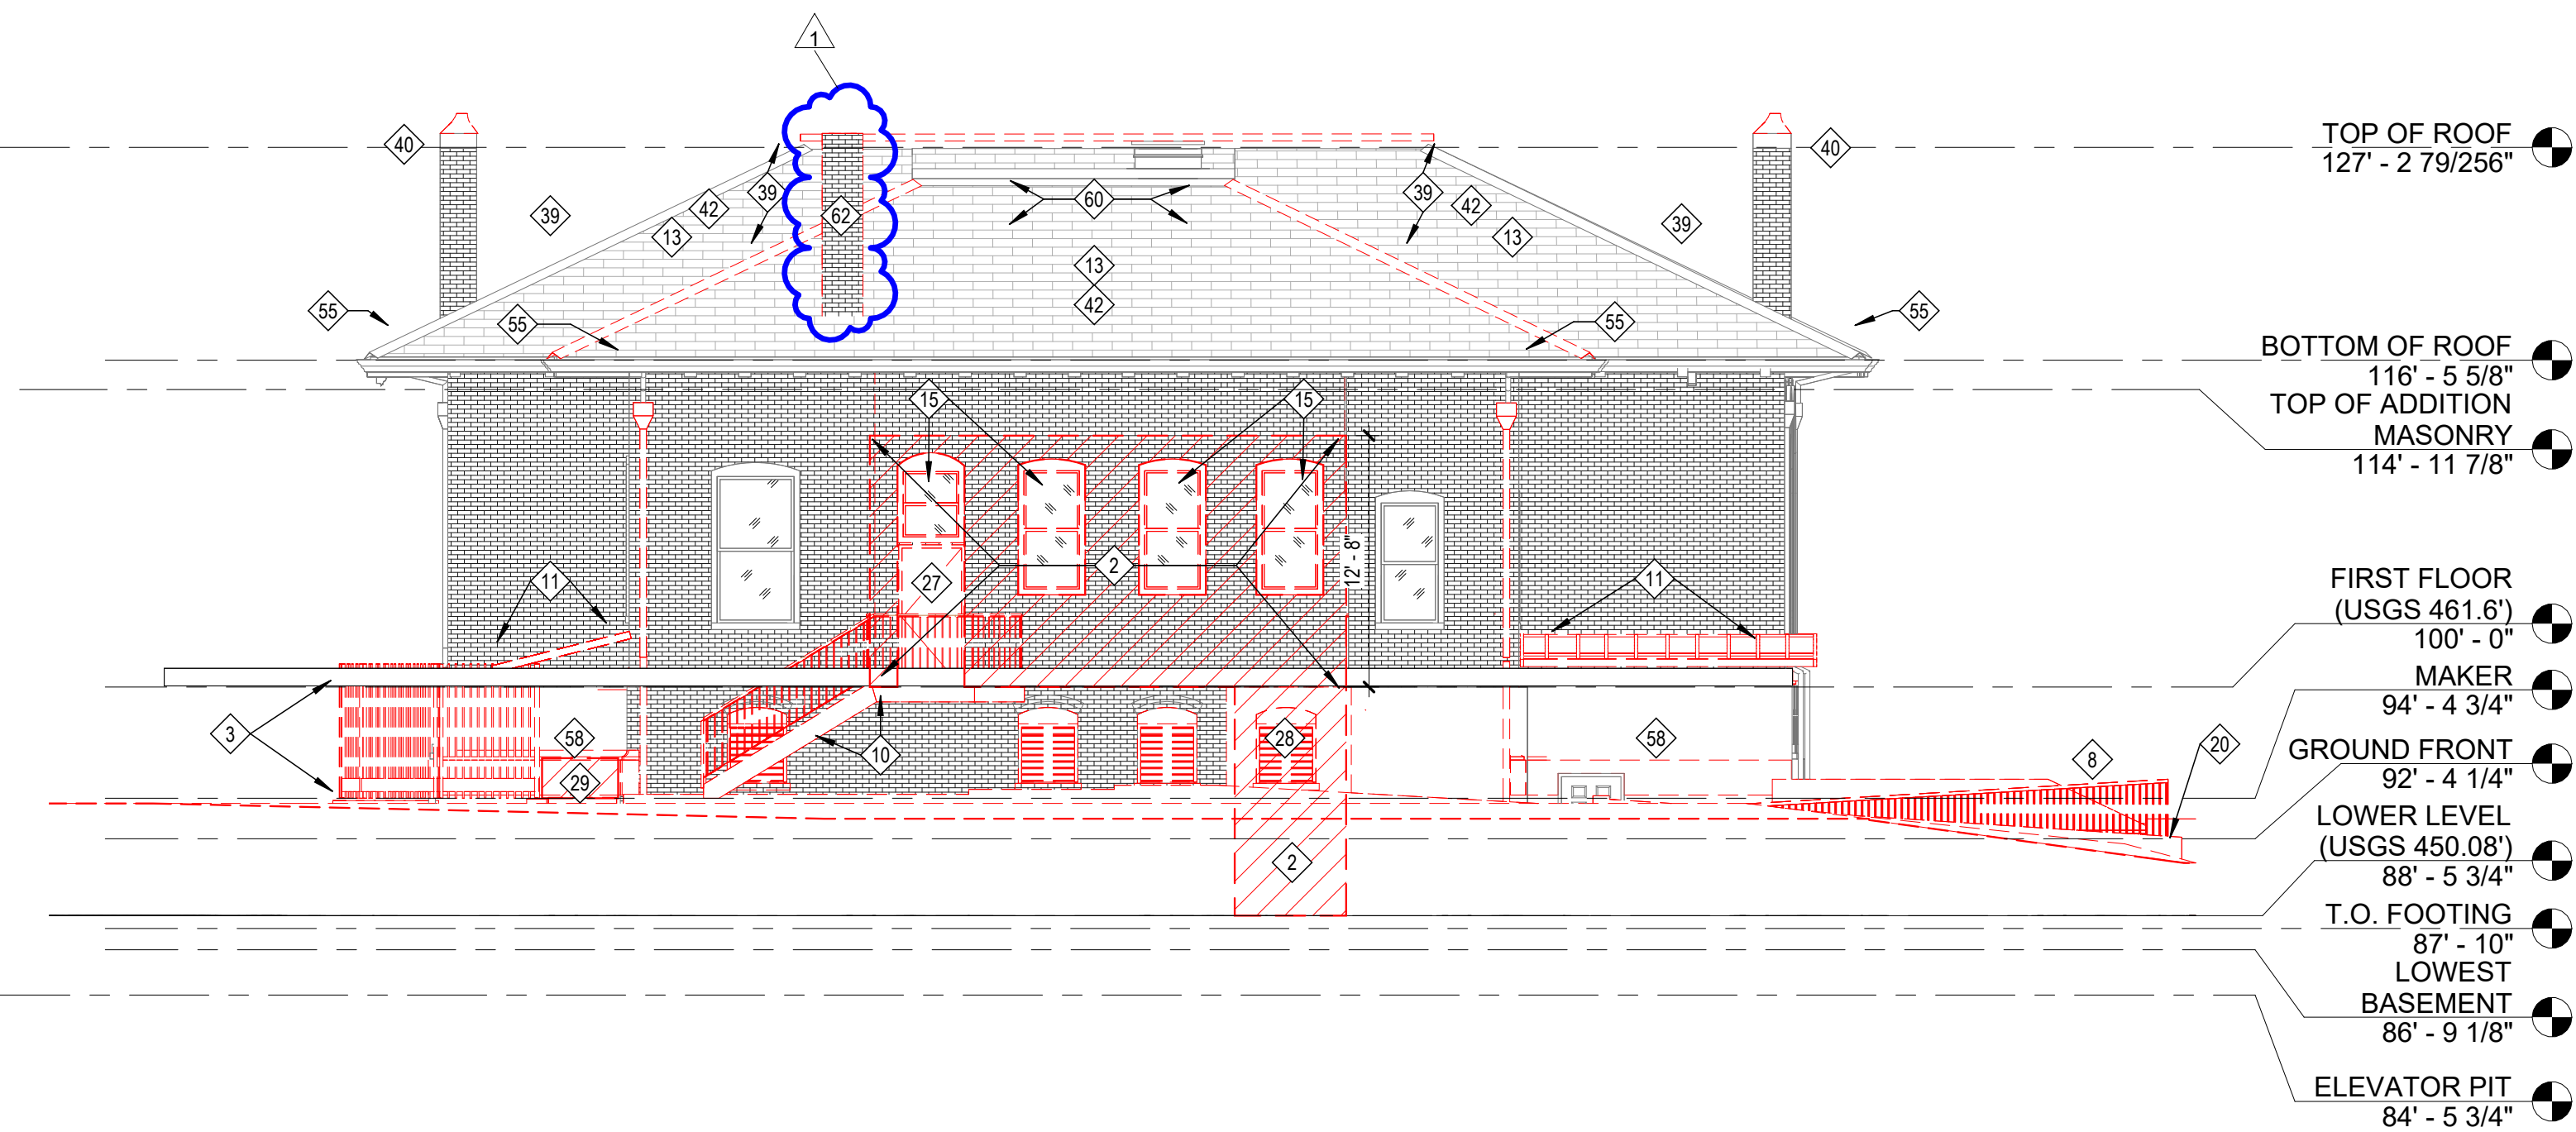 1
40
40
TOP OF ROOF
127' - 2 79/256"
39
42
39
60
39
42
39
62
13
13
13
42
55
55
55
55
BOTTOM OF ROOF
116' - 5 5/8"
TOP OF ADDITION
MASONRY
114' - 11 7/8"
15
15
12' - 8"
2
27
11
11
FIRST FLOOR
(USGS 461.6')
100' - 0"
MAKER
94' - 4 3/4"
3
58
10
28
58
20
8
29
GROUND FRONT
92' - 4 1/4"
LOWER LEVEL
(USGS 450.08')
88' - 5 3/4"
2
T.O. FOOTING
87' - 10"
LOWEST
BASEMENT
86' - 9 1/8"
ELEVATOR PIT
84' - 5 3/4"